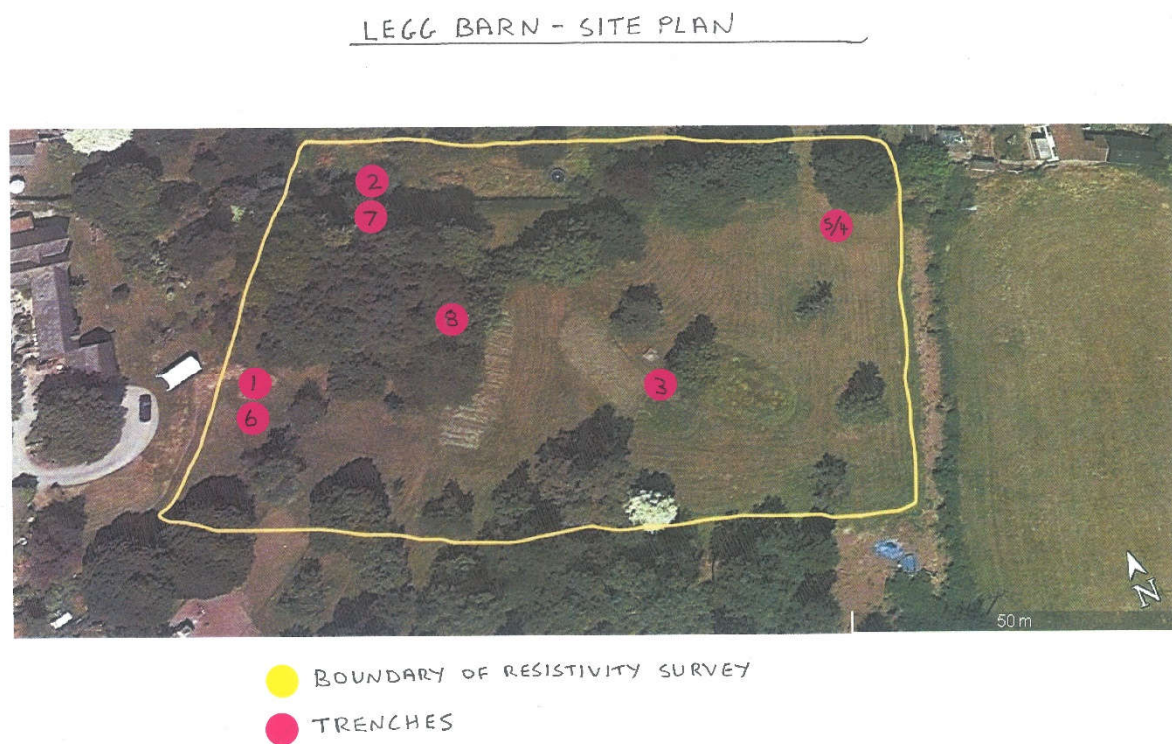 LEGG BARN - SITE PLAN
2
7
5/4
8
1
3
6
N
50 m
BOUNDARY OF RESISTIVITY SURVEY
TRENCHES